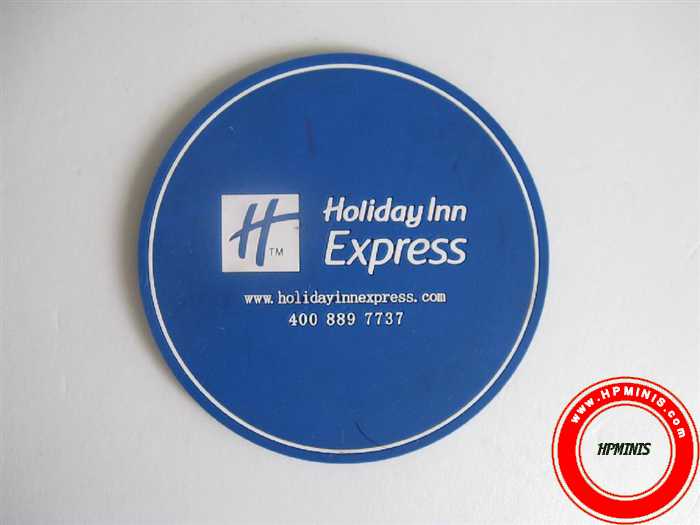 H
TM
Holiday Inn
Express
www.holidayinnexpress.com
400 889 7737
www.HPMINIS.com
HPMINIS